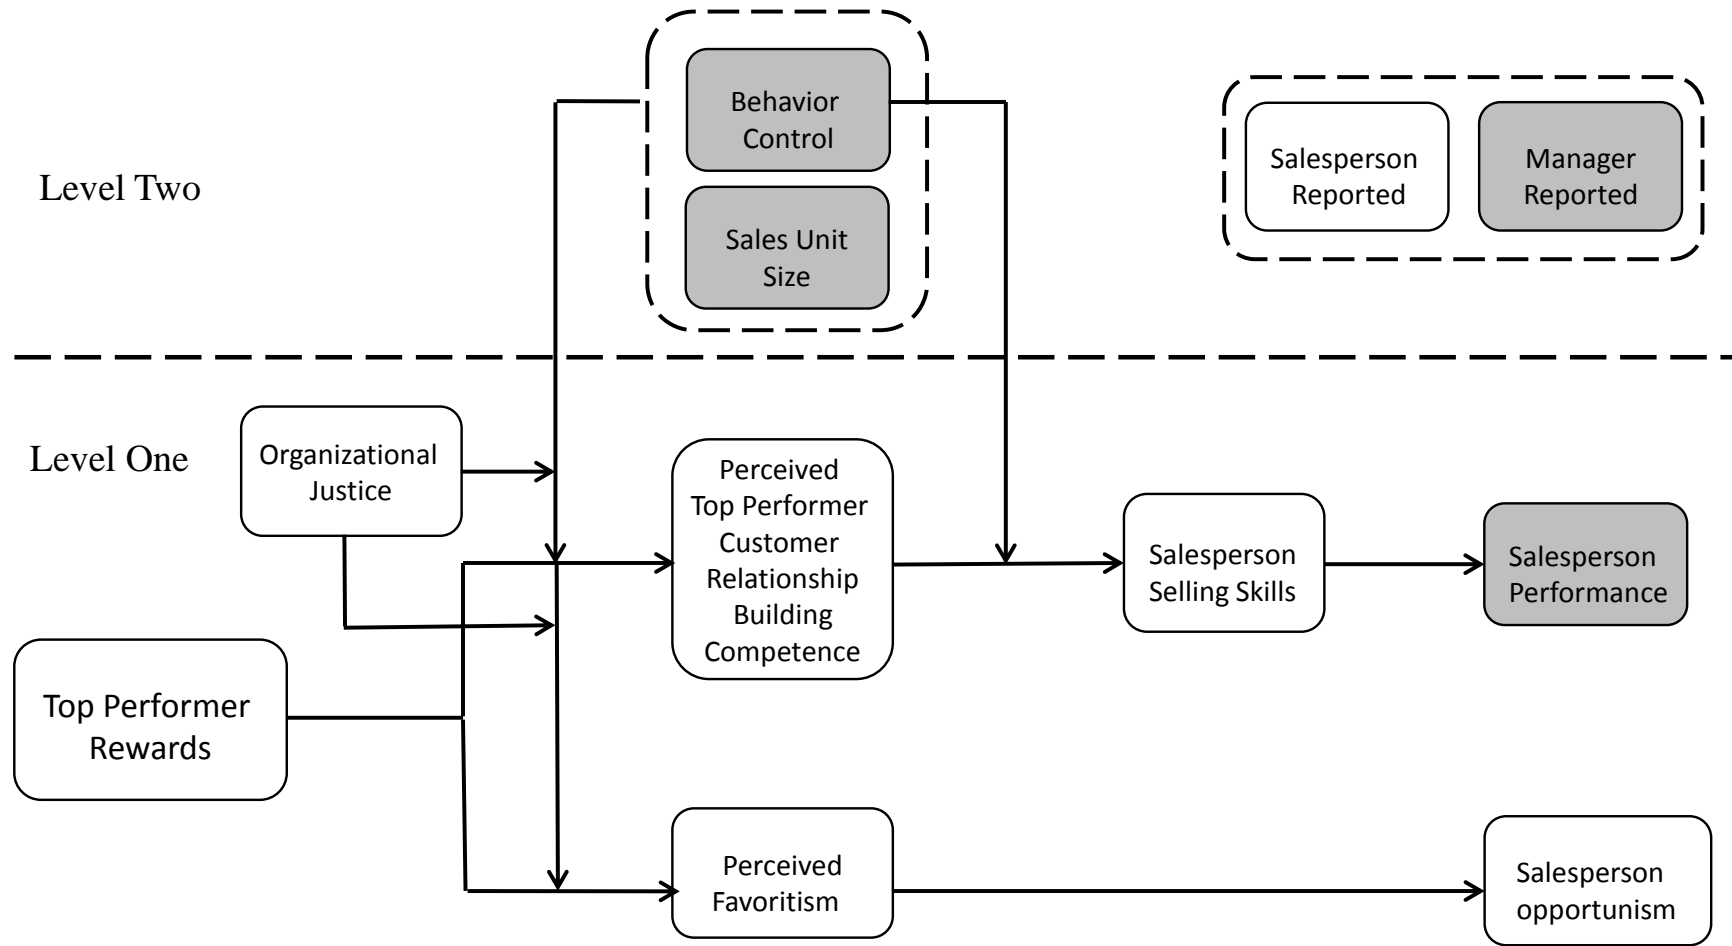 Behavior
Control
Sales Unit
Size
Salesperson
Reported
Manager
Reported
Level Two
Level One
Organizational
Justice
Perceived
Top Performer
Customer
Relationship
Building
Competence
Salesperson
Selling Skills
Salesperson
Performance
Top Performer
Rewards
Perceived
Favoritism
Salesperson
opportunism